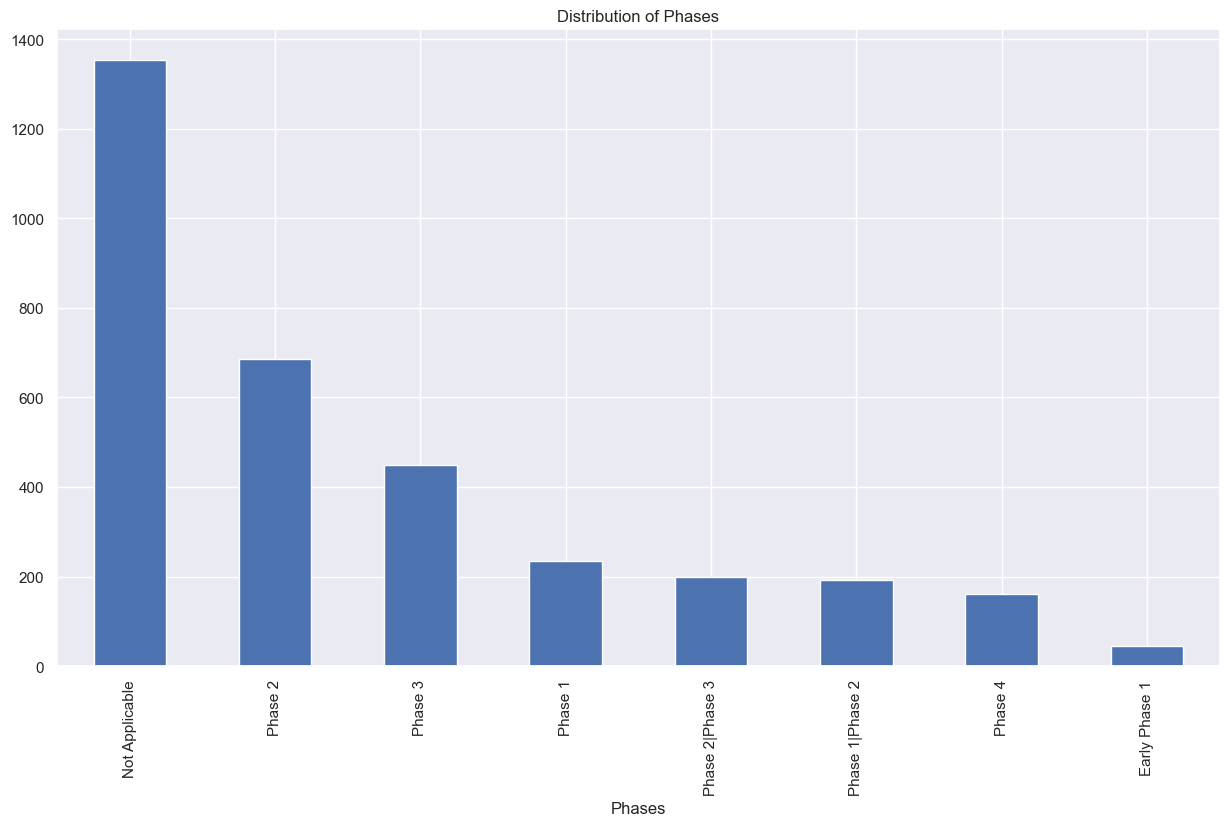 Distribution of Phases
1400
1200
1000
800
600
400
200
0
Not Applicable
Phase 2
Phase 3
Phase 1
Phase 2|Phase 3
Phase 1|Phase 2
Phase 4
Early Phase 1
Phases